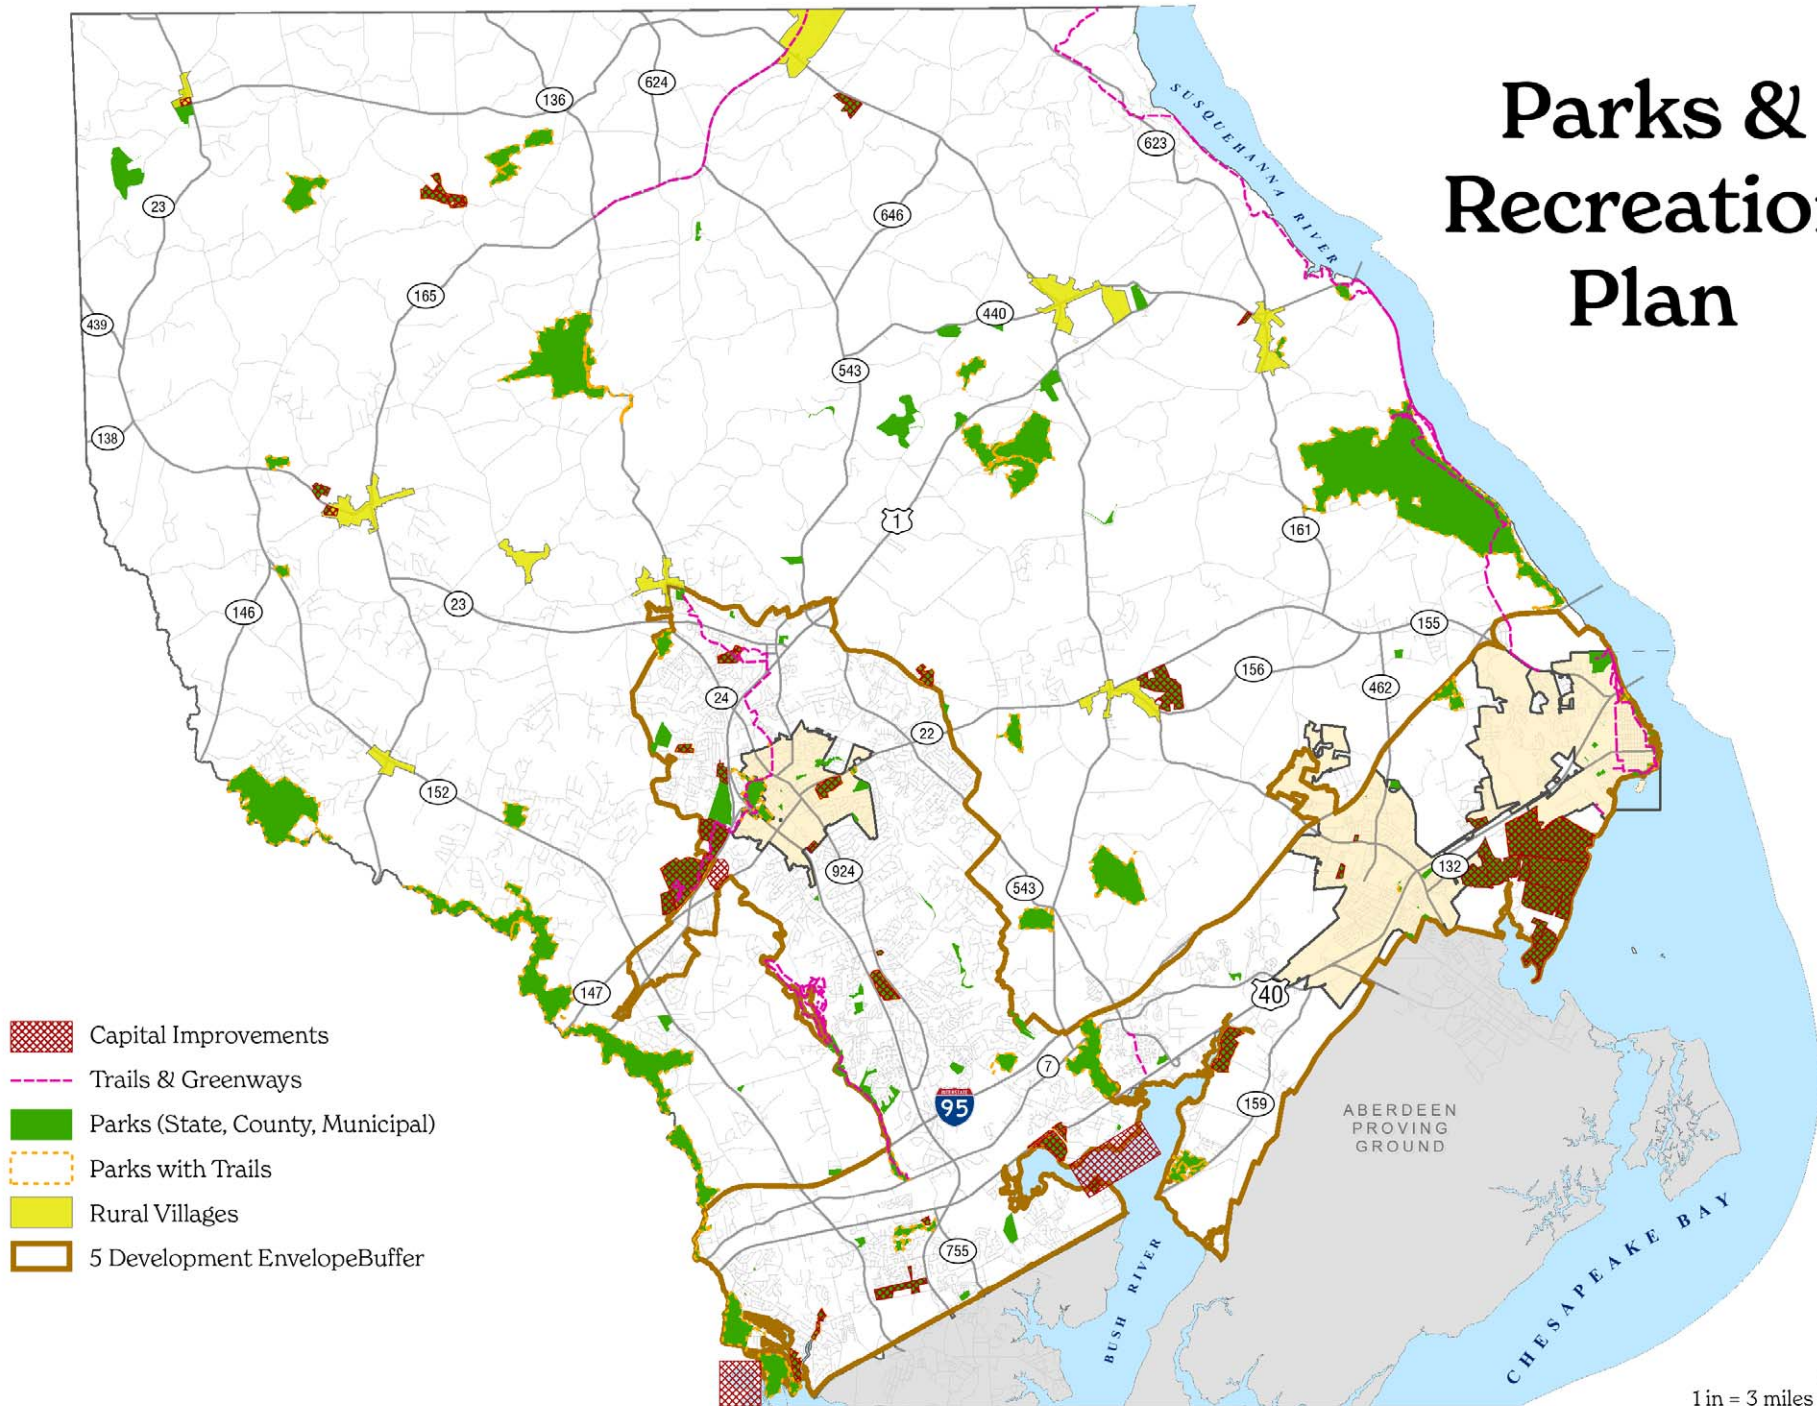 Parks &
Recreation
Plan
SUSQUEHANNA RIVER
136
624
623
23
646
165
439
440
543
138
1
161
146
23
155
156
462
24
22
152
132
924
543
147
40
7
INTERSTATE
95
159
ABERDEEN
PROVING
GROUND
755
BUSH RIVER
CHESAPEAKE BAY
Capital Improvements
Trails & Greenways
Parks (State, County, Municipal)
Parks with Trails
Rural Villages
5 Development EnvelopeBuffer
1 in = 3 miles